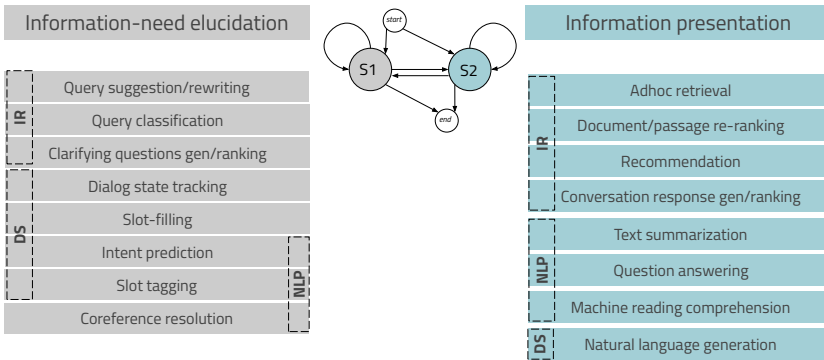 Information-need elucidation
IR
Query suggestion/rewriting
Query classification
Clarifying questions gen/ranking
DS
Dialog state tracking
Slot-filling
Intent prediction
Slot tagging
NLP
Coreference resolution
start
S1
S2
end
Information presentation
IR
Adhoc retrieval
Document/passage re-ranking
Recommendation
Conversation response gen/ranking
NLP
Text summarization
Question answering
Machine reading comprehension
DS
Natural language generation